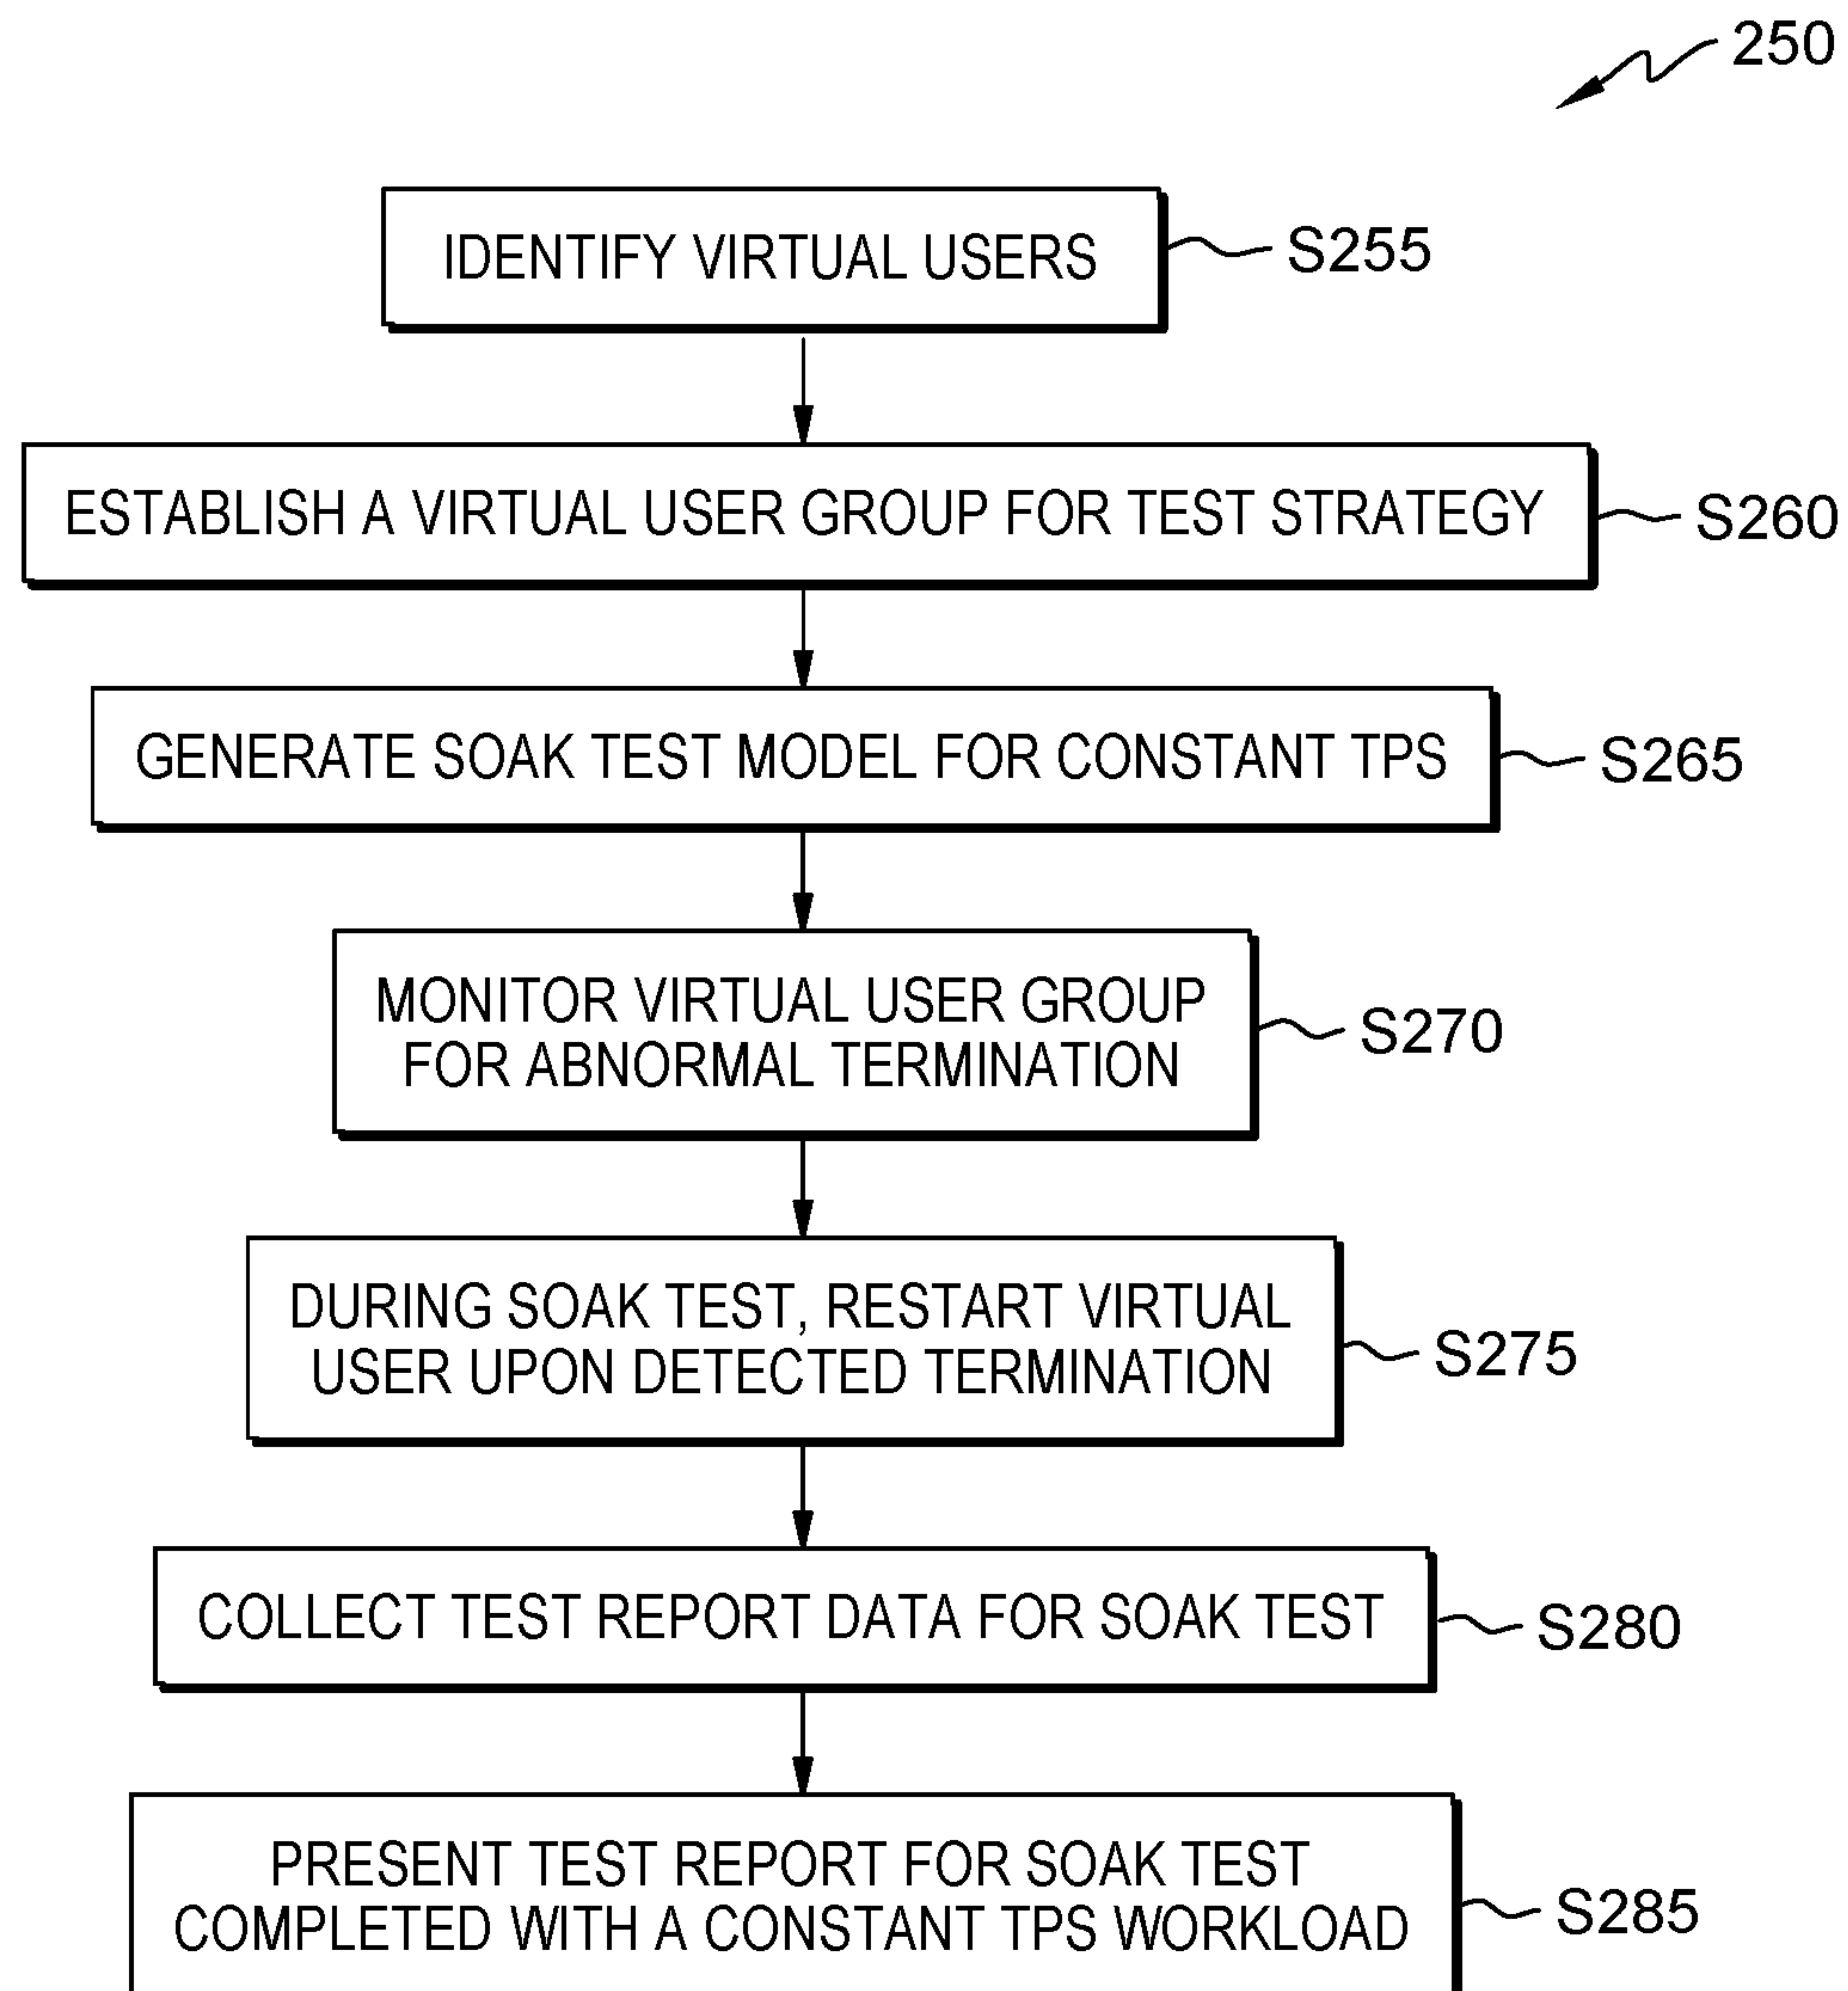 250
IDENTIFY VIRTUAL USERS
S255
ESTABLISH A VIRTUAL USER GROUP FOR TEST STRATEGY
S260
GENERATE SOAK TEST MODEL FOR CONSTANT TPS
S265
MONITOR VIRTUAL USER GROUP
FOR ABNORMAL TERMINATION
S270
DURING SOAK TEST, RESTART VIRTUAL
USER UPON DETECTED TERMINATION
S275
COLLECT TEST REPORT DATA FOR SOAK TEST
S280
PRESENT TEST REPORT FOR SOAK TEST
COMPLETED WITH A CONSTANT TPS WORKLOAD
S285